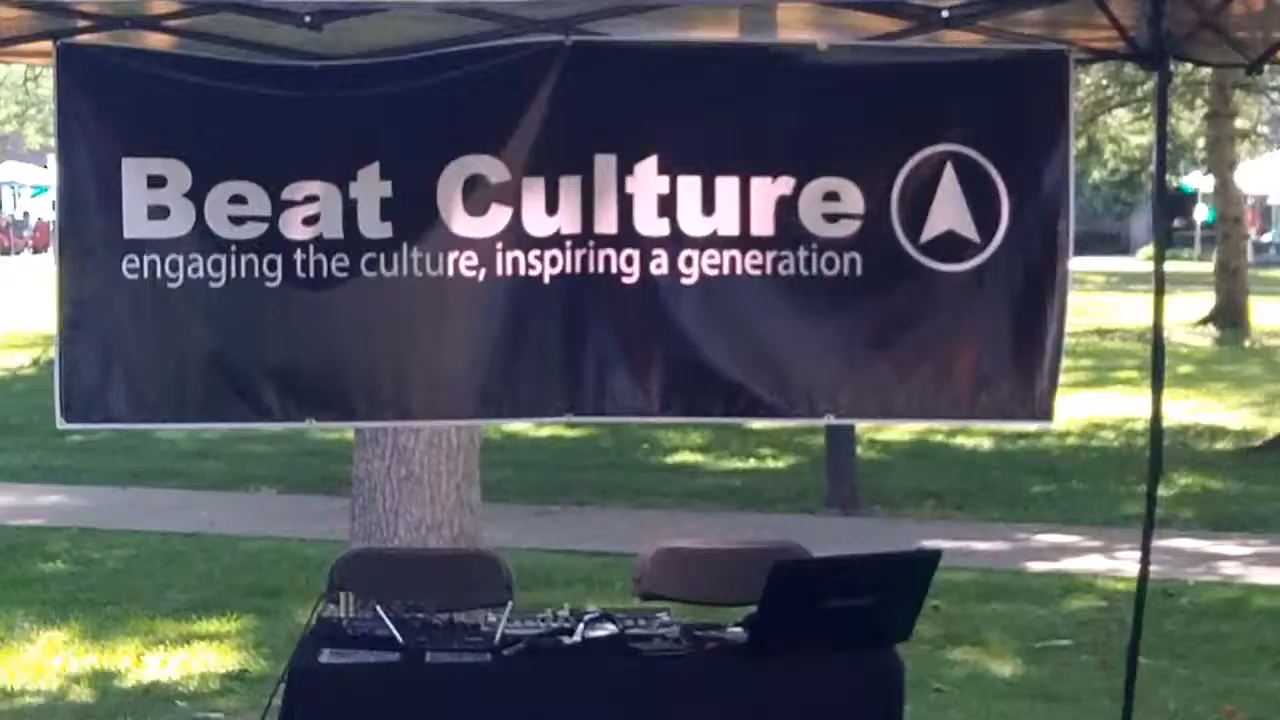 Beat Culture
engaging the culture, inspiring a generation